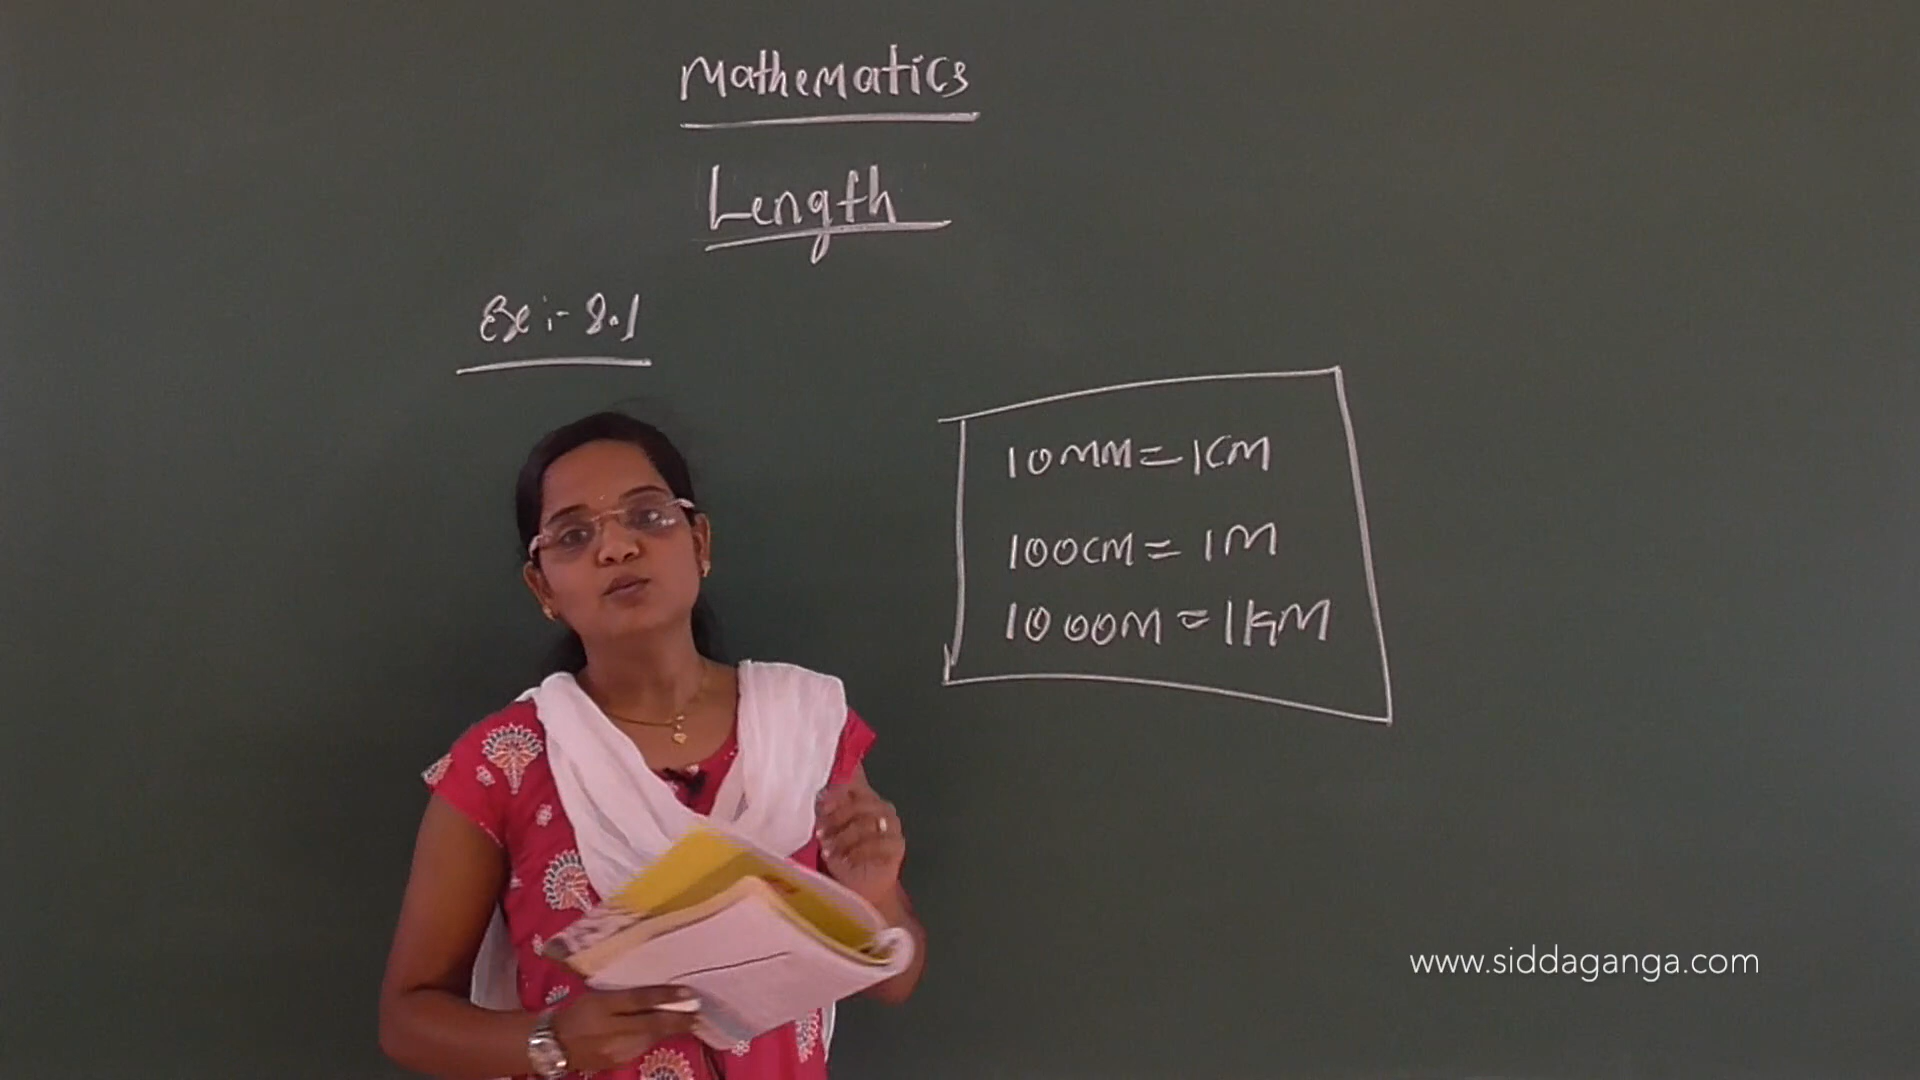 Mathematics
Length
Ex :- 8.1
10MM = 1CM
100CM = 1M
1000M = 1KM
www.siddaganga.com